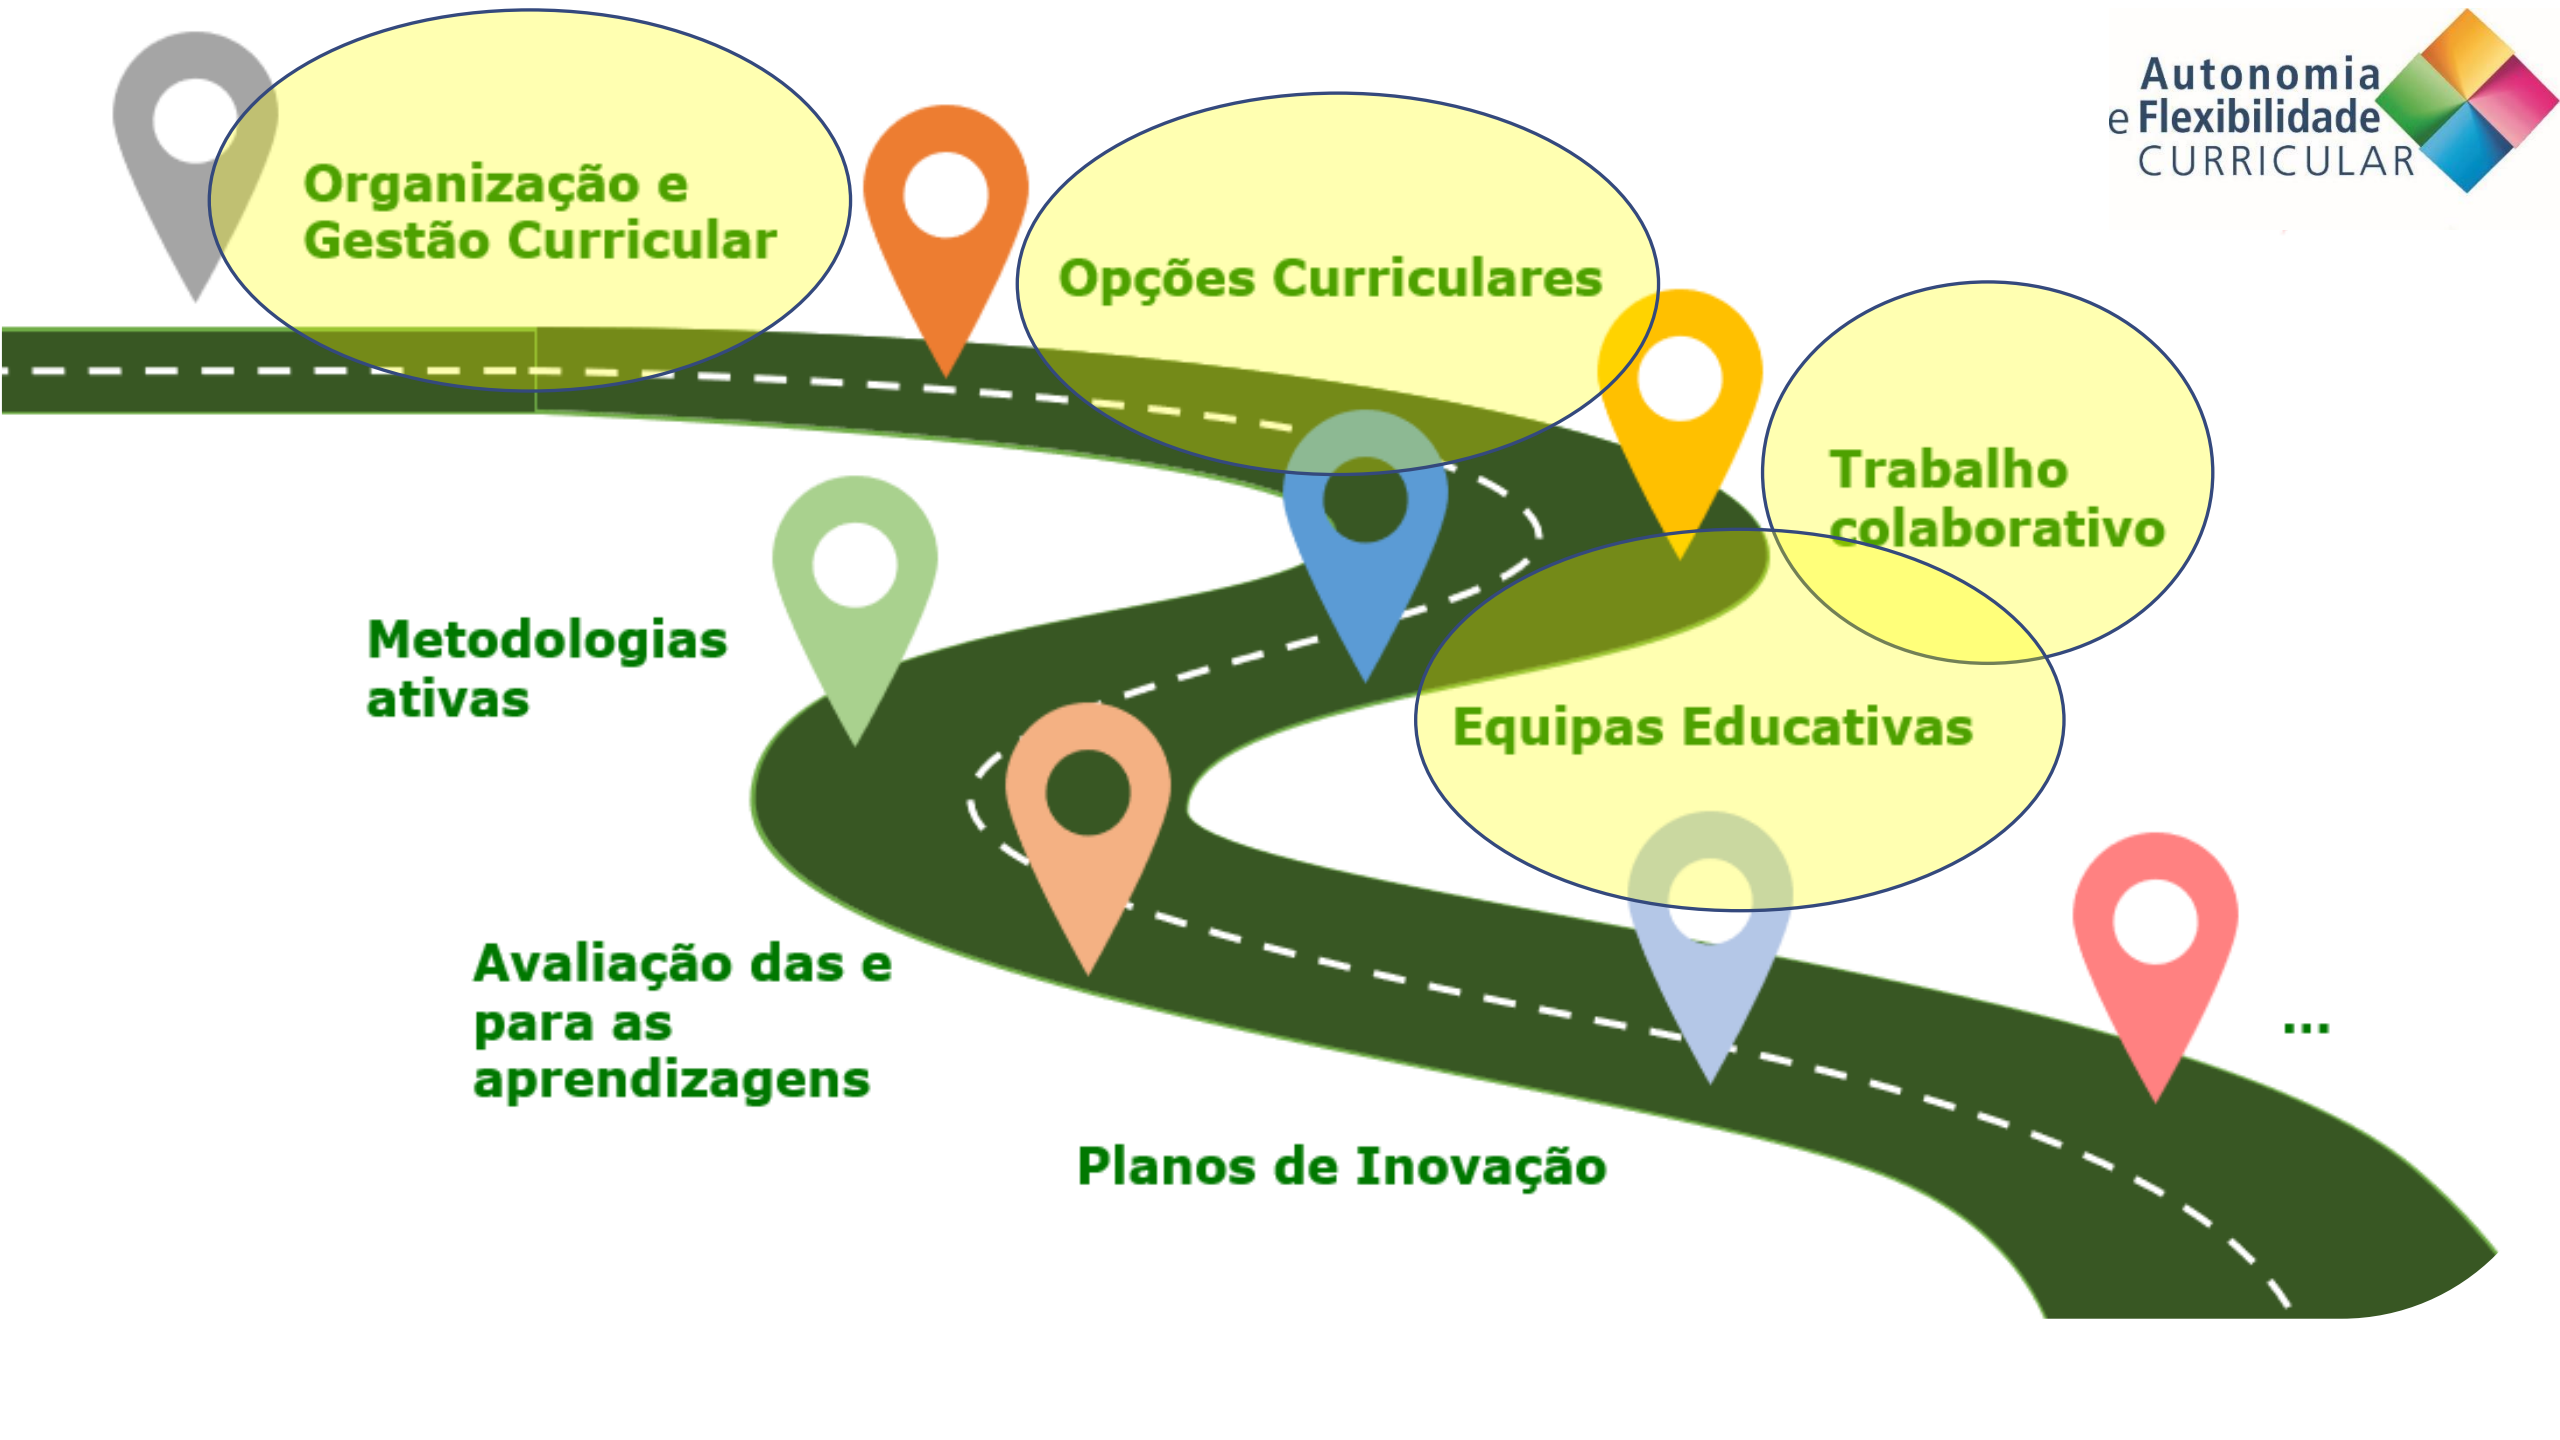 Autonomia
e Flexibilidade
CURRICULAR
Organização e
Gestão Curricular
Opções Curriculares
Trabalho
colaborativo
Equipas Educativas
Metodologias
ativas
Avaliação das e
para as
aprendizagens
Planos de Inovação
...